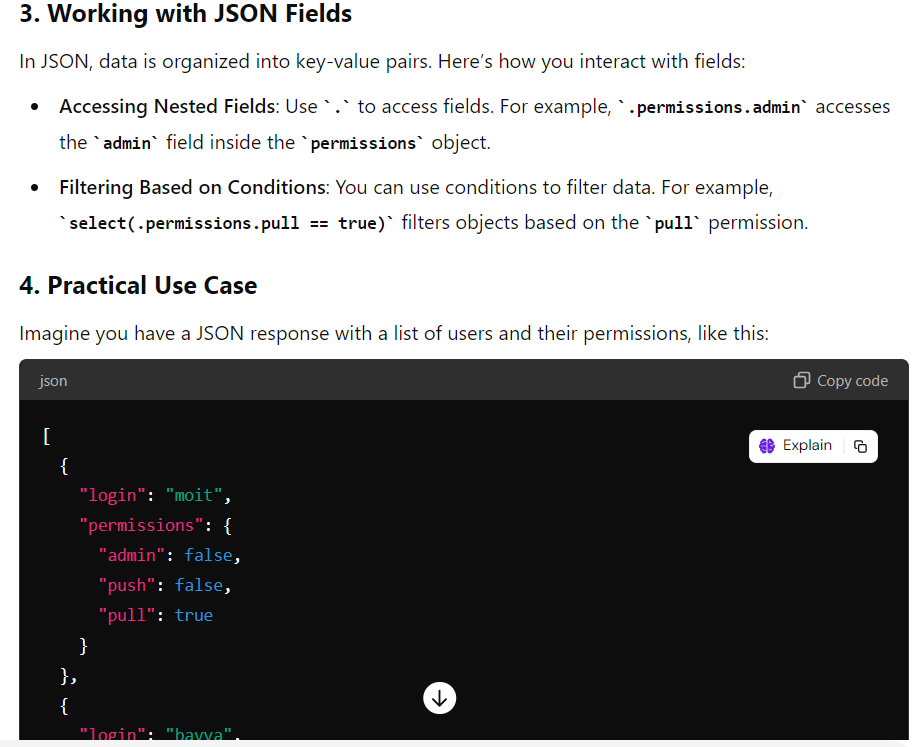 3. Working with JSON Fields
In JSON, data is organized into key-value pairs. Here’s how you interact with fields:
• Accessing Nested Fields: Use `.` to access fields. For example, `.permissions.admin` accesses
the `admin` field inside the `permissions` object.
• Filtering Based on Conditions: You can use conditions to filter data. For example,
`select(.permissions.pull == true)` filters objects based on the `pull` permission.
4. Practical Use Case
Imagine you have a JSON response with a list of users and their permissions, like this:
json Copy code
[
Explain
{
"login": "moit",
"permissions": {
"admin": false,
"push": false,
"pull": true
}
},
{
"login": "bavva",